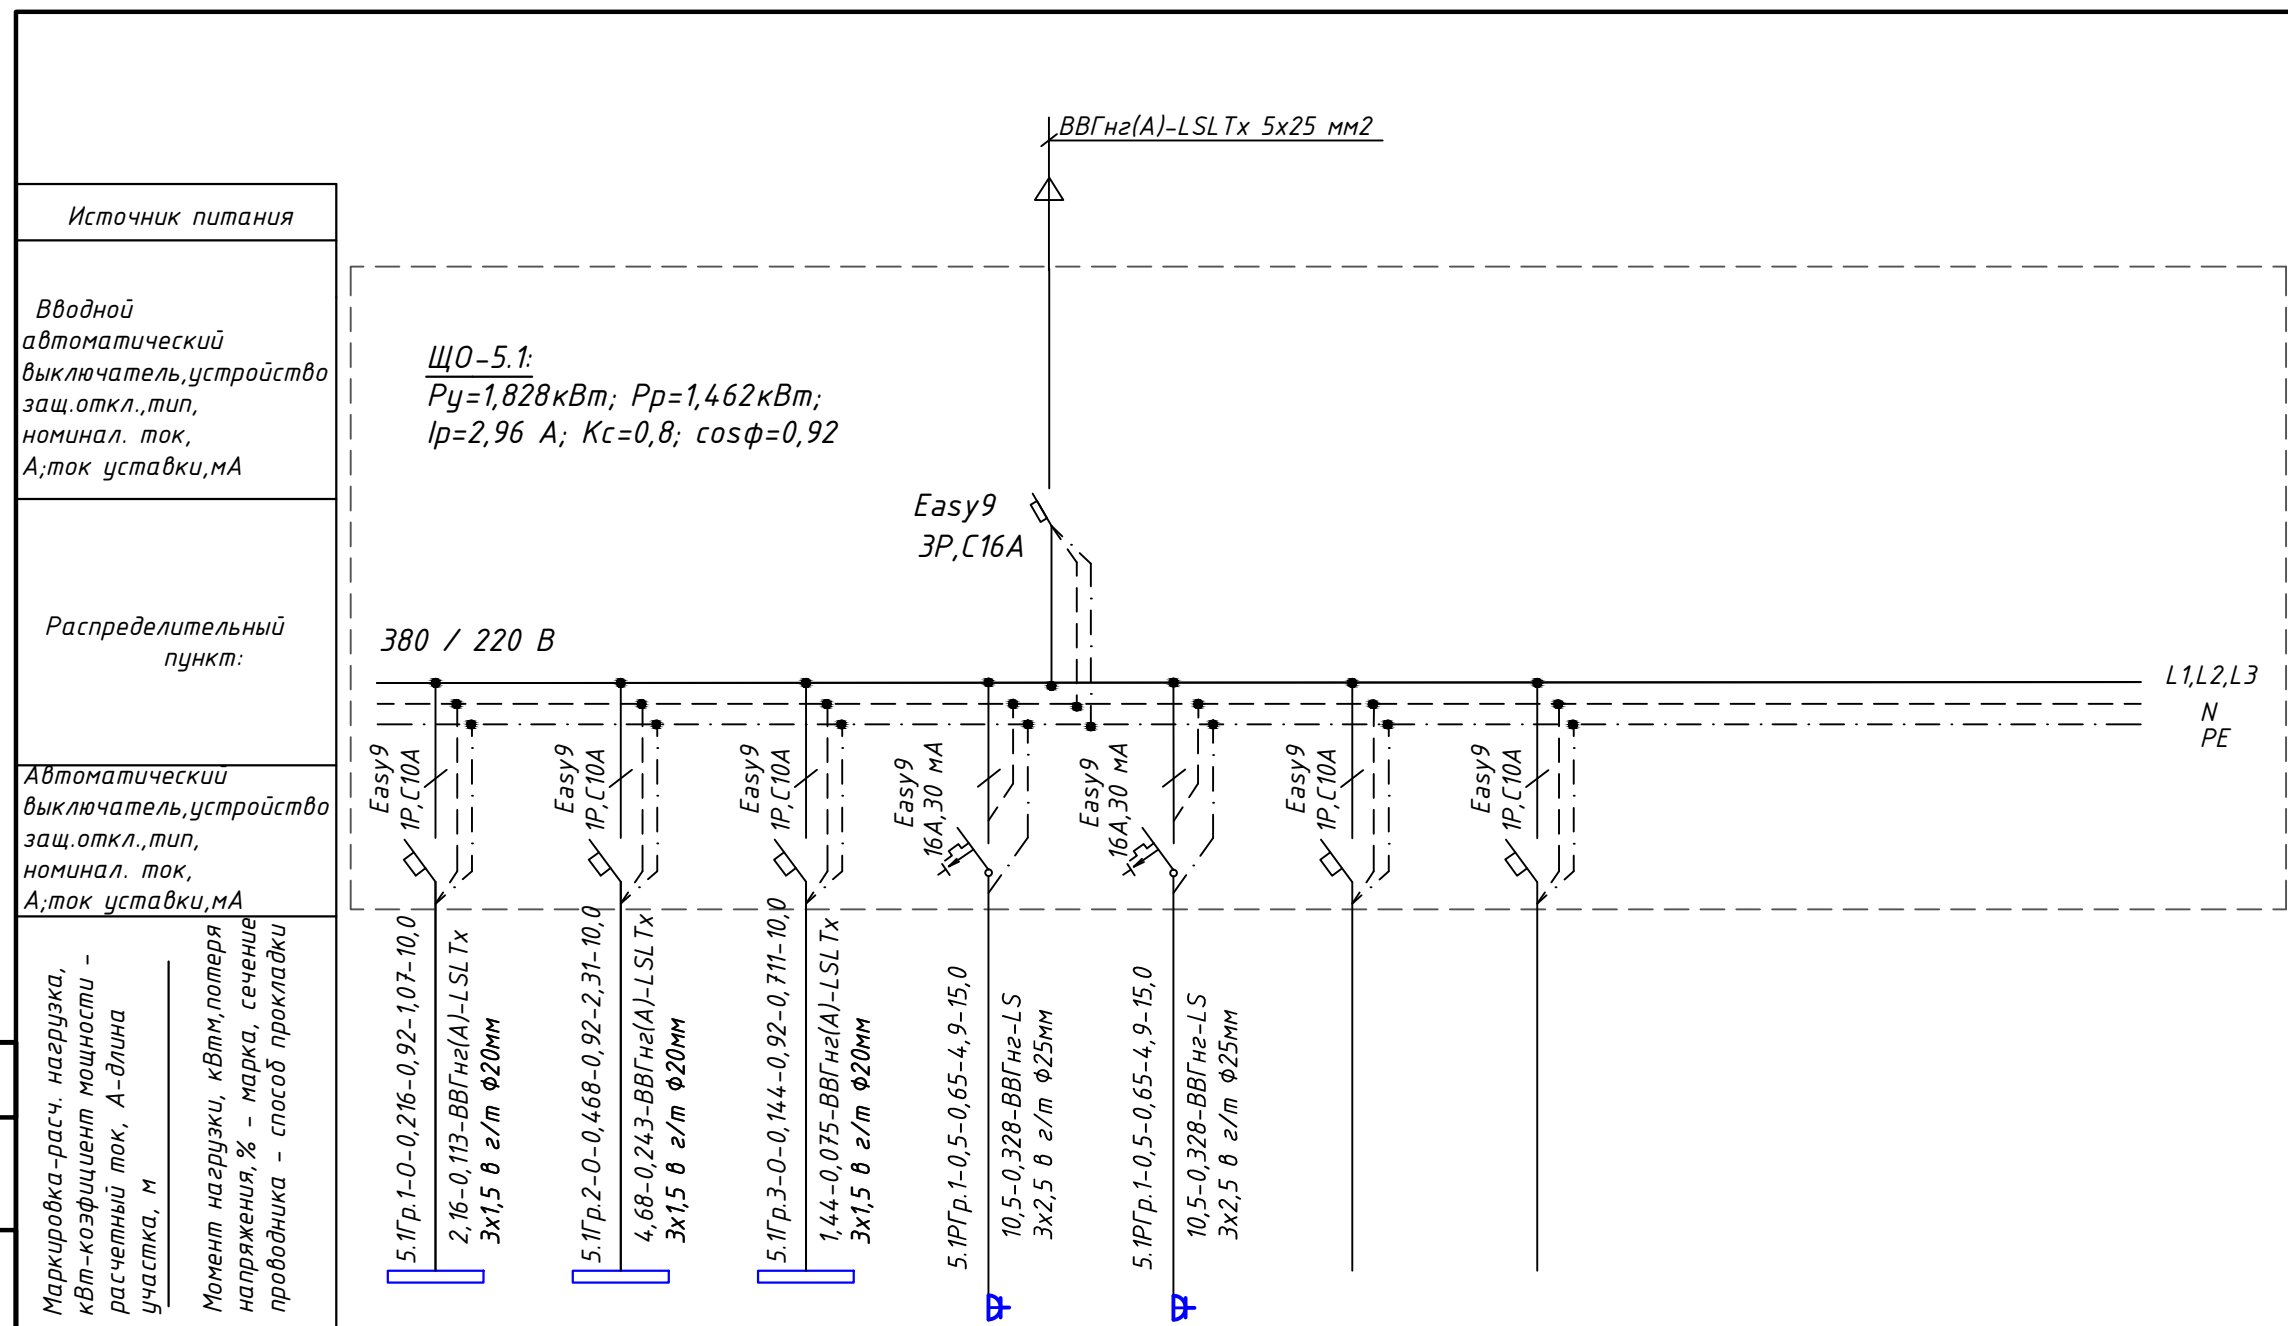 ВВГнг(А)-LSLTx 5x25 мм2
Источник питания
Вводной
автоматический
выключатель,устройство
защ.откл.,тип,
номинал. ток,
А;ток уставки,мА
ЩО-5.1:
Ру=1,828кВт; Рр=1,462кВт;
Iр=2,96 А; Кс=0,8; cosφ=0,92
Easy9
3P,C16A
Распределительный
пункт:
380 / 220 В
L1,L2,L3
N
PE
Автоматический
выключатель,устройство
защ.откл.,тип,
номинал. ток,
А;ток уставки,мА
Easy9
1P,C10A
Easy9
1P,C10A
Easy9
1P,C10A
Easy9
16A,30 мА
Easy9
16A,30 мА
Easy9
1P,C10A
Easy9
1P,C10A
Маркировка-расч. нагрузка,
кВт-коэфициент мощности -
расчетный ток, А-длина
участка, м
Момент нагрузки, кВтм,потеря
напряжения,% - марка, сечение
проводника - способ прокладки
5.1Гр.1-О-0,216-0,92-1,07-10,0
2,16-0,113-ВВГнг(А)-LSLTx
3x1,5 в г/т ф20мм
5.1Гр.2-О-0,468-0,92-2,31-10,0
4,68-0,243-ВВГнг(А)-LSLTx
3x1,5 в г/т ф20мм
5.1Гр.3-О-0,144-0,92-0,711-10,0
1,44-0,075-ВВГнг(А)-LSLTx
3x1,5 в г/т ф20мм
5.1РГр.1-0,5-0,65-4,9-15,0
10,5-0,328-ВВГнг-LS
3x2,5 в г/т ф25мм
5.1РГр.1-0,5-0,65-4,9-15,0
10,5-0,328-ВВГнг-LS
3x2,5 в г/т ф25мм